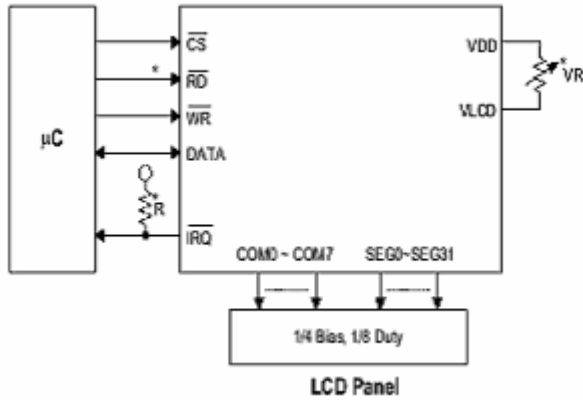 μC
CS
* RD
WR
DATA
* R
IRQ
VDD
* VR
VLCD
COM0 ~ COM7 SEG0~SEG31
1/4 Bias, 1/8 Duty
LCD Panel